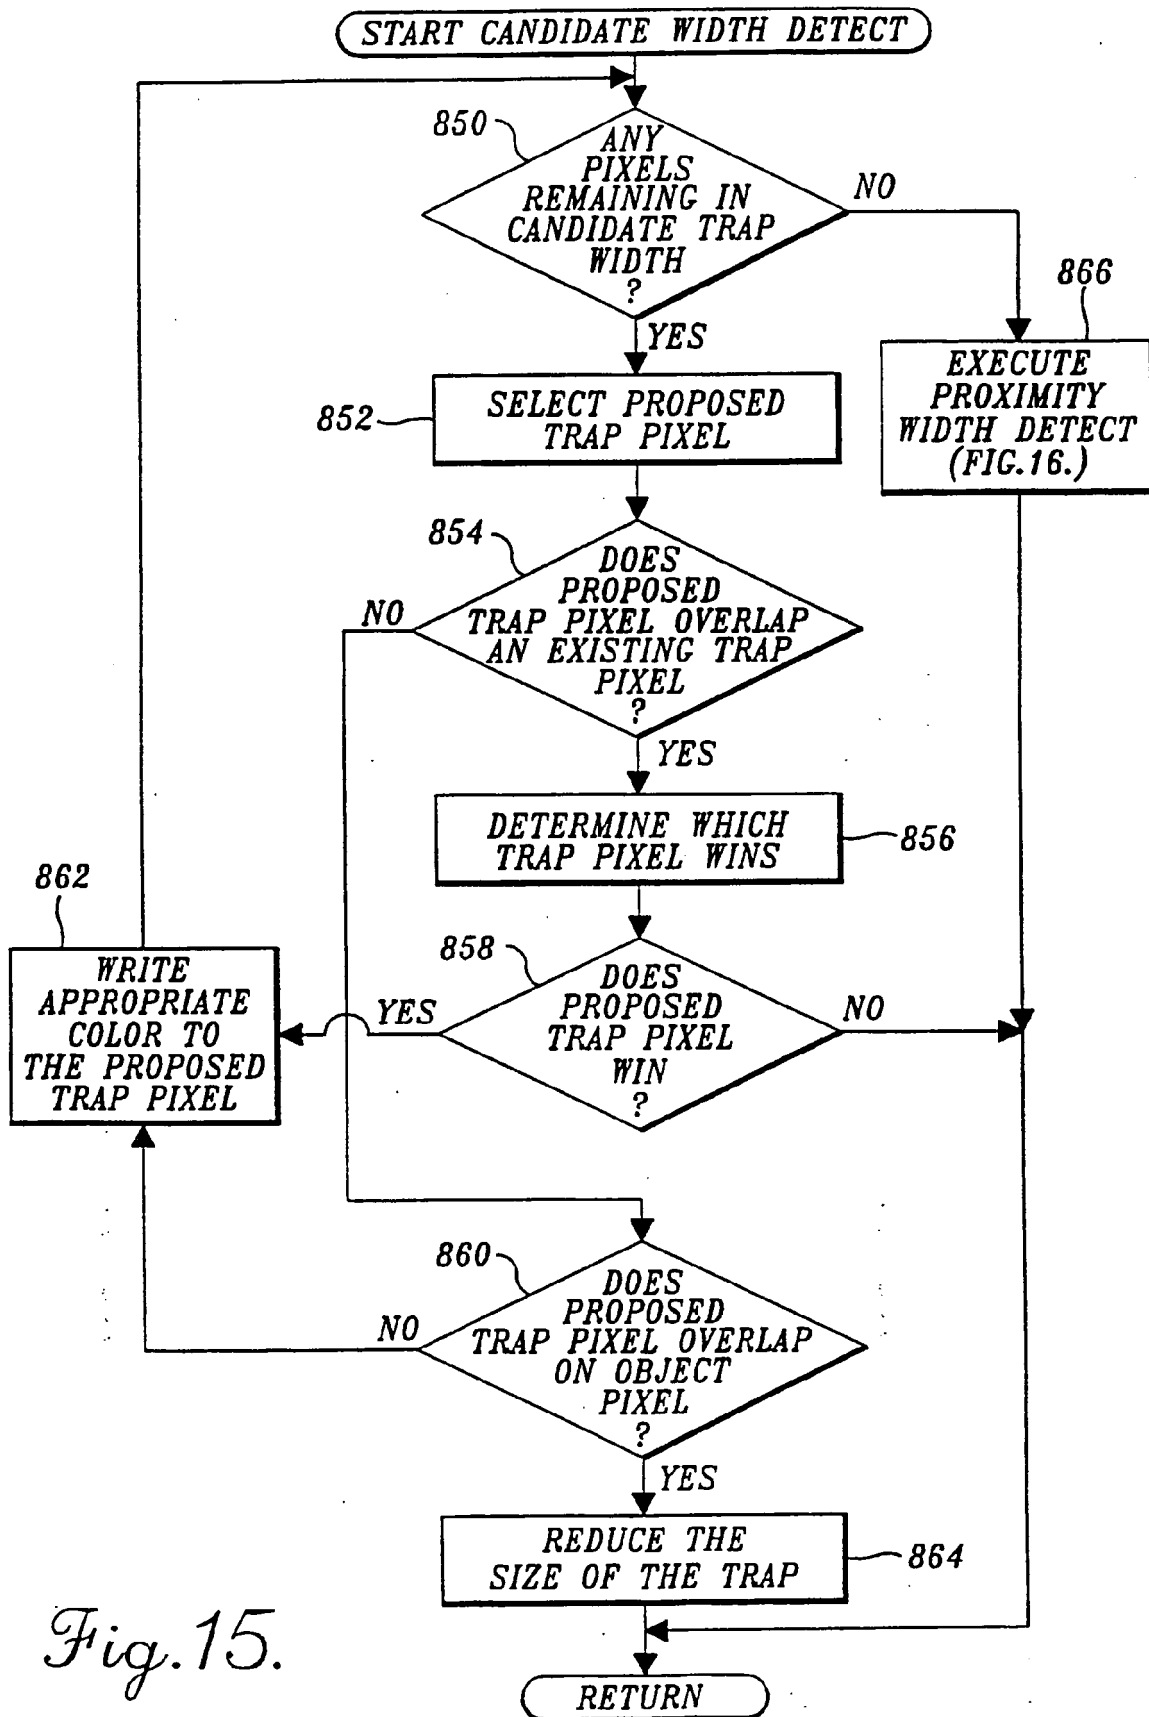 START CANDIDATE WIDTH DETECT
850
ANY
PIXELS
REMAINING IN
CANDIDATE TRAP
WIDTH
?
NO
YES
866
EXECUTE
PROXIMITY
WIDTH DETECT
(FIG.16.)
852
SELECT PROPOSED
TRAP PIXEL
854
DOES
PROPOSED
TRAP PIXEL OVERLAP
AN EXISTING TRAP
PIXEL
?
NO
YES
DETERMINE WHICH
TRAP PIXEL WINS
856
862
WRITE
APPROPRIATE
COLOR TO
THE PROPOSED
TRAP PIXEL
858
DOES
PROPOSED
TRAP PIXEL
WIN
?
YES
NO
860
DOES
PROPOSED
TRAP PIXEL OVERLAP
ON OBJECT
PIXEL
?
NO
YES
REDUCE THE
SIZE OF THE TRAP
864
RETURN
Fig.15.